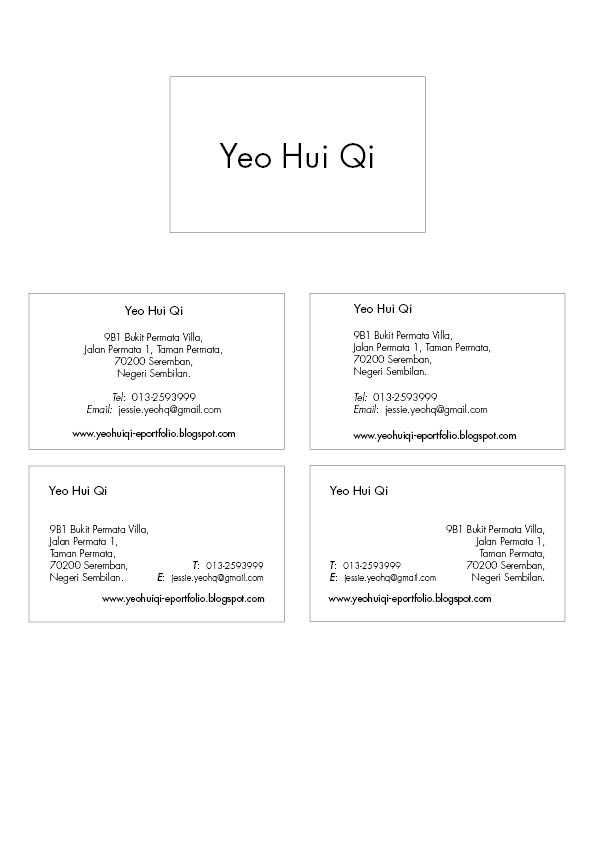 Yeo Hui Qi
Yeo Hui Qi
9B1 Bukit Permata Villa,
Jalan Permata 1, Taman Permata,
70200 Seremban,
Negeri Sembilan.
Tel: 013-2593999
Email: jessie.yeohq@gmail.com
www.yeohuiqi-eportfolio.blogspot.com
Yeo Hui Qi
9B1 Bukit Permata Villa,
Jalan Permata 1, Taman Permata,
70200 Seremban,
Negeri Sembilan.
Tel: 013-2593999
Email: jessie.yeohq@gmail.com
www.yeohuiqi-eportfolio.blogspot.com
Yeo Hui Qi
9B1 Bukit Permata Villa,
Jalan Permata 1,
Taman Permata,
70200 Seremban,
Negeri Sembilan.
T: 013-2593999
E: jessie.yeohq@gmail.com
www.yeohuiqi-eportfolio.blogspot.com
Yeo Hui Qi
9B1 Bukit Permata Villa,
Jalan Permata 1,
Taman Permata,
70200 Seremban,
Negeri Sembilan.
T: 013-2593999
E: jessie.yeohq@gmail.com
www.yeohuiqi-eportfolio.blogspot.com